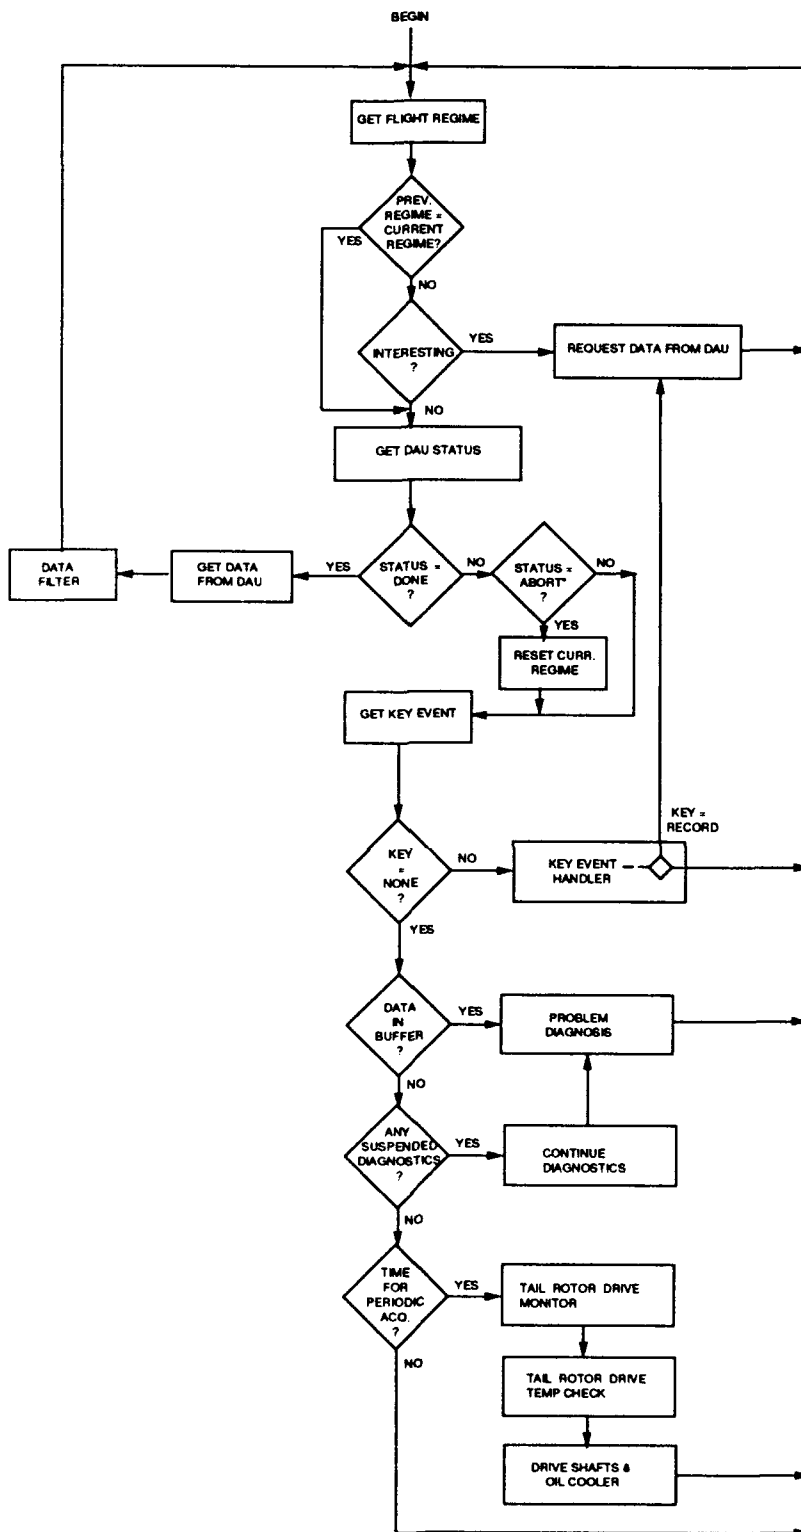 BEGIN
GET FLIGHT REGIME
PREV.
REGIME =
CURRENT
REGIME?
YES
NO
INTERESTING
?
YES
REQUEST DATA FROM DAU
NO
GET DAU STATUS
DATA
FILTER
GET DATA
FROM DAU
YES
STATUS =
DONE
?
NO
STATUS =
ABORT"
?
NO
YES
RESET CURR.
REGIME
GET KEY EVENT
KEY =
RECORD
KEY
=
NONE
?
NO
KEY EVENT
HANDLER
YES
DATA
IN
BUFFER
?
YES
PROBLEM
DIAGNOSIS
NO
ANY
SUSPENDED
DIAGNOSTICS
?
YES
CONTINUE
DIAGNOSTICS
NO
TIME
FOR
PERIODIC
ACQ.
?
YES
TAIL ROTOR DRIVE
MONITOR
NO
TAIL ROTOR DRIVE
TEMP CHECK
DRIVE SHAFTS &
OIL COOLER